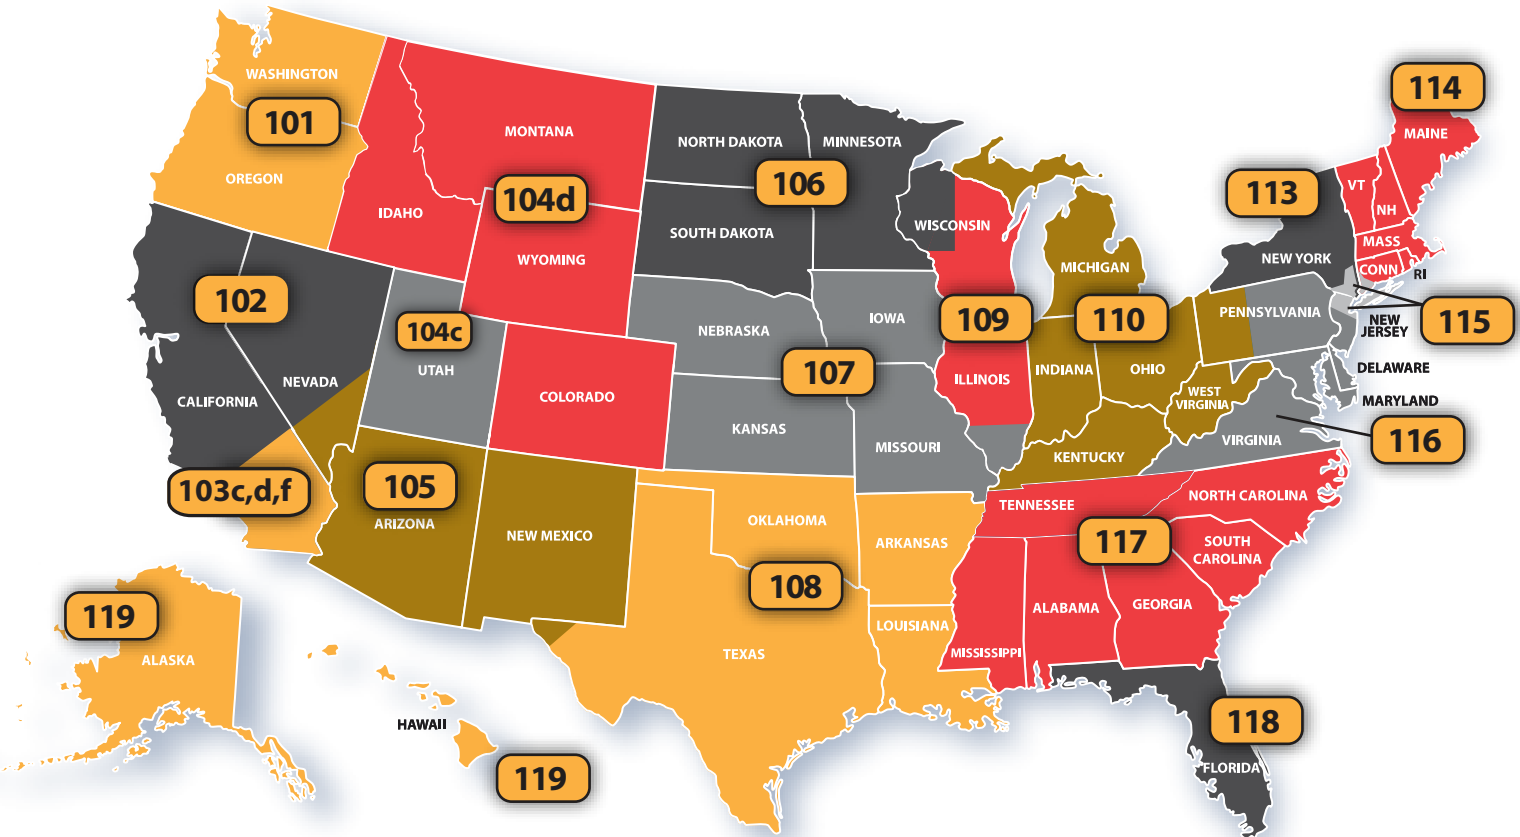 WASHINGTON
101
OREGON
MONTANA
IDAHO
104d
WYOMING
NORTH DAKOTA
MINNESOTA
106
SOUTH DAKOTA
WISCONSIN
MICHIGAN
114
MAINE
113
VT
NH
NEW YORK
MASS
CONN
RI
102
104c
UTAH
NEVADA
CALIFORNIA
COLORADO
NEBRASKA
IOWA
107
KANSAS
MISSOURI
109
ILLINOIS
110
INDIANA
OHIO
PENNSYLVANIA
NEW
JERSEY
115
DELAWARE
MARYLAND
WEST
VIRGINIA
VIRGINIA
116
KENTUCKY
103c,d,f
105
ARIZONA
NEW MEXICO
OKLAHOMA
ARKANSAS
108
TEXAS
LOUISIANA
TENNESSEE
NORTH CAROLINA
117
SOUTH
CAROLINA
MISSISSIPPI
ALABAMA
GEORGIA
118
FLORIDA
119
ALASKA
HAWAII
119